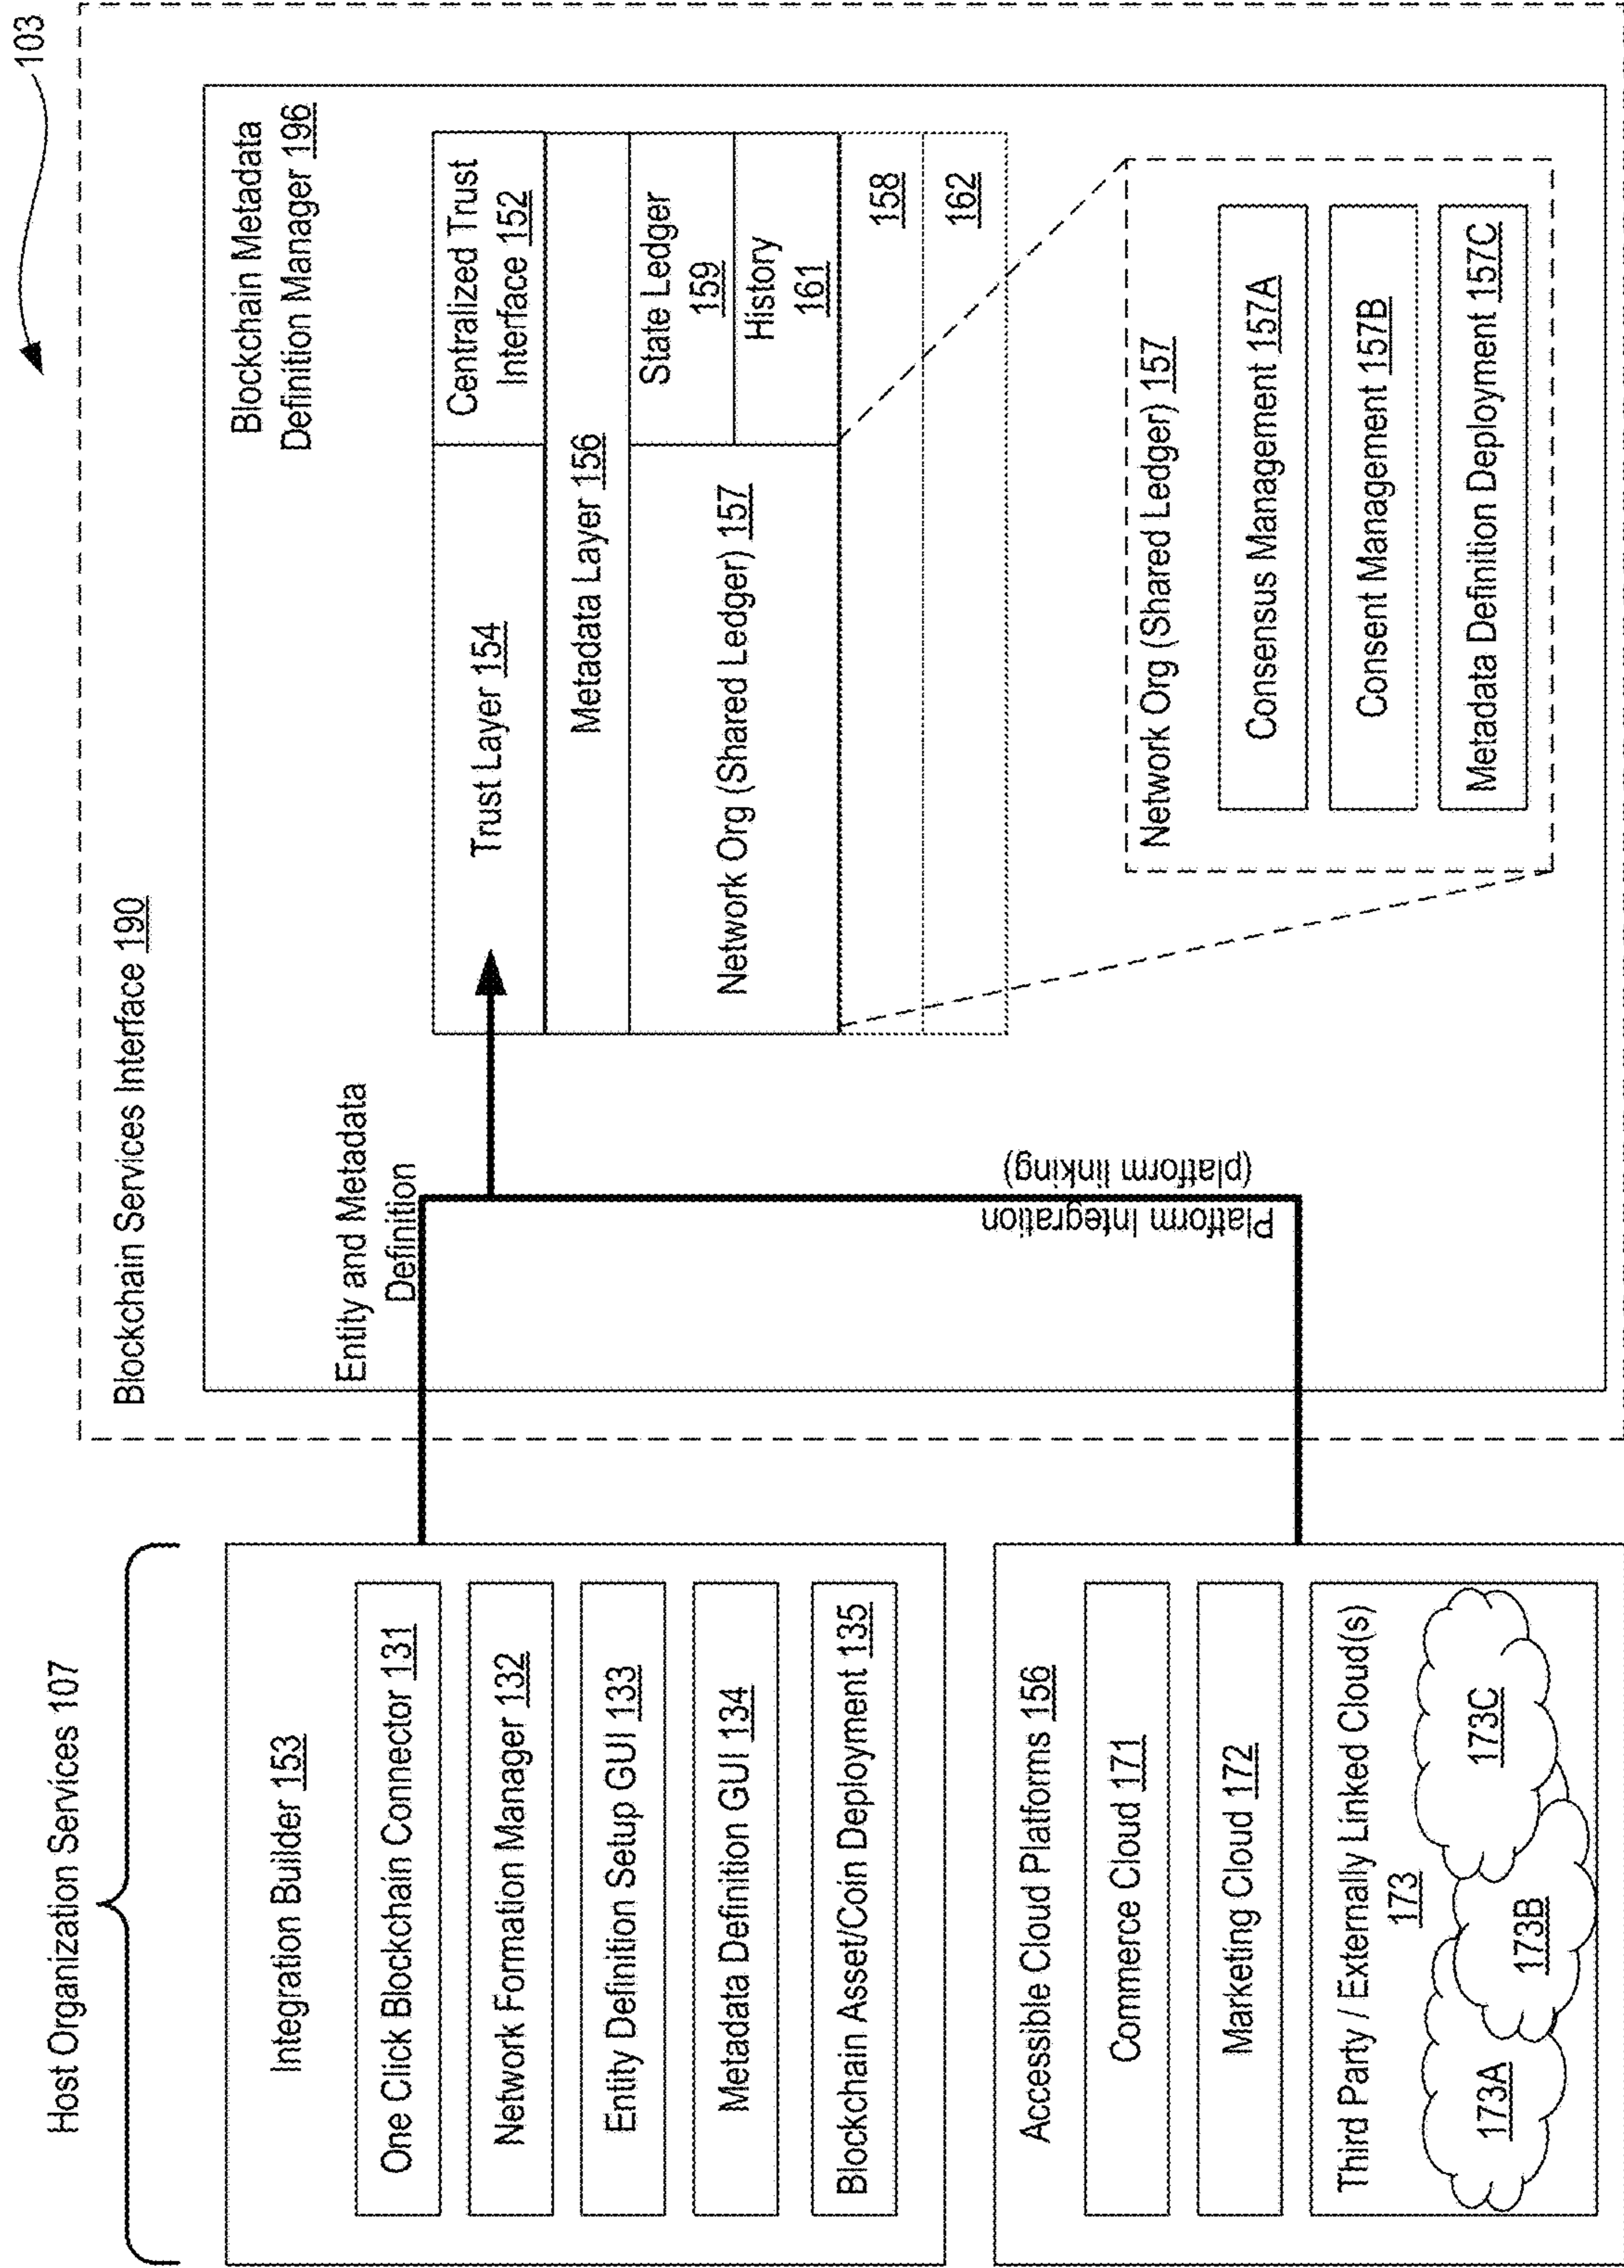 103
Host Organization Services 107
Integration Builder 153
One Click Blockchain Connector 131
Network Formation Manager 132
Entity Definition Setup GUI 133
Metadata Definition GUI 134
Blockchain Asset/Coin Deployment 135
Accessible Cloud Platforms 156
Commerce Cloud 171
Marketing Cloud 172
Third Party / Externally Linked Cloud(s)
173
173A
173B
173C
Blockchain Services Interface 190
Blockchain Metadata
Definition Manager 196
Entity and Metadata
Definition
Platform Integration
(platform linking)
Trust Layer 154
Centralized Trust
Interface 152
Metadata Layer 156
Network Org (Shared Ledger) 157
State Ledger
159
History
161
158
162
Network Org (Shared Ledger) 157
Consensus Management 157A
Consent Management 157B
Metadata Definition Deployment 157C